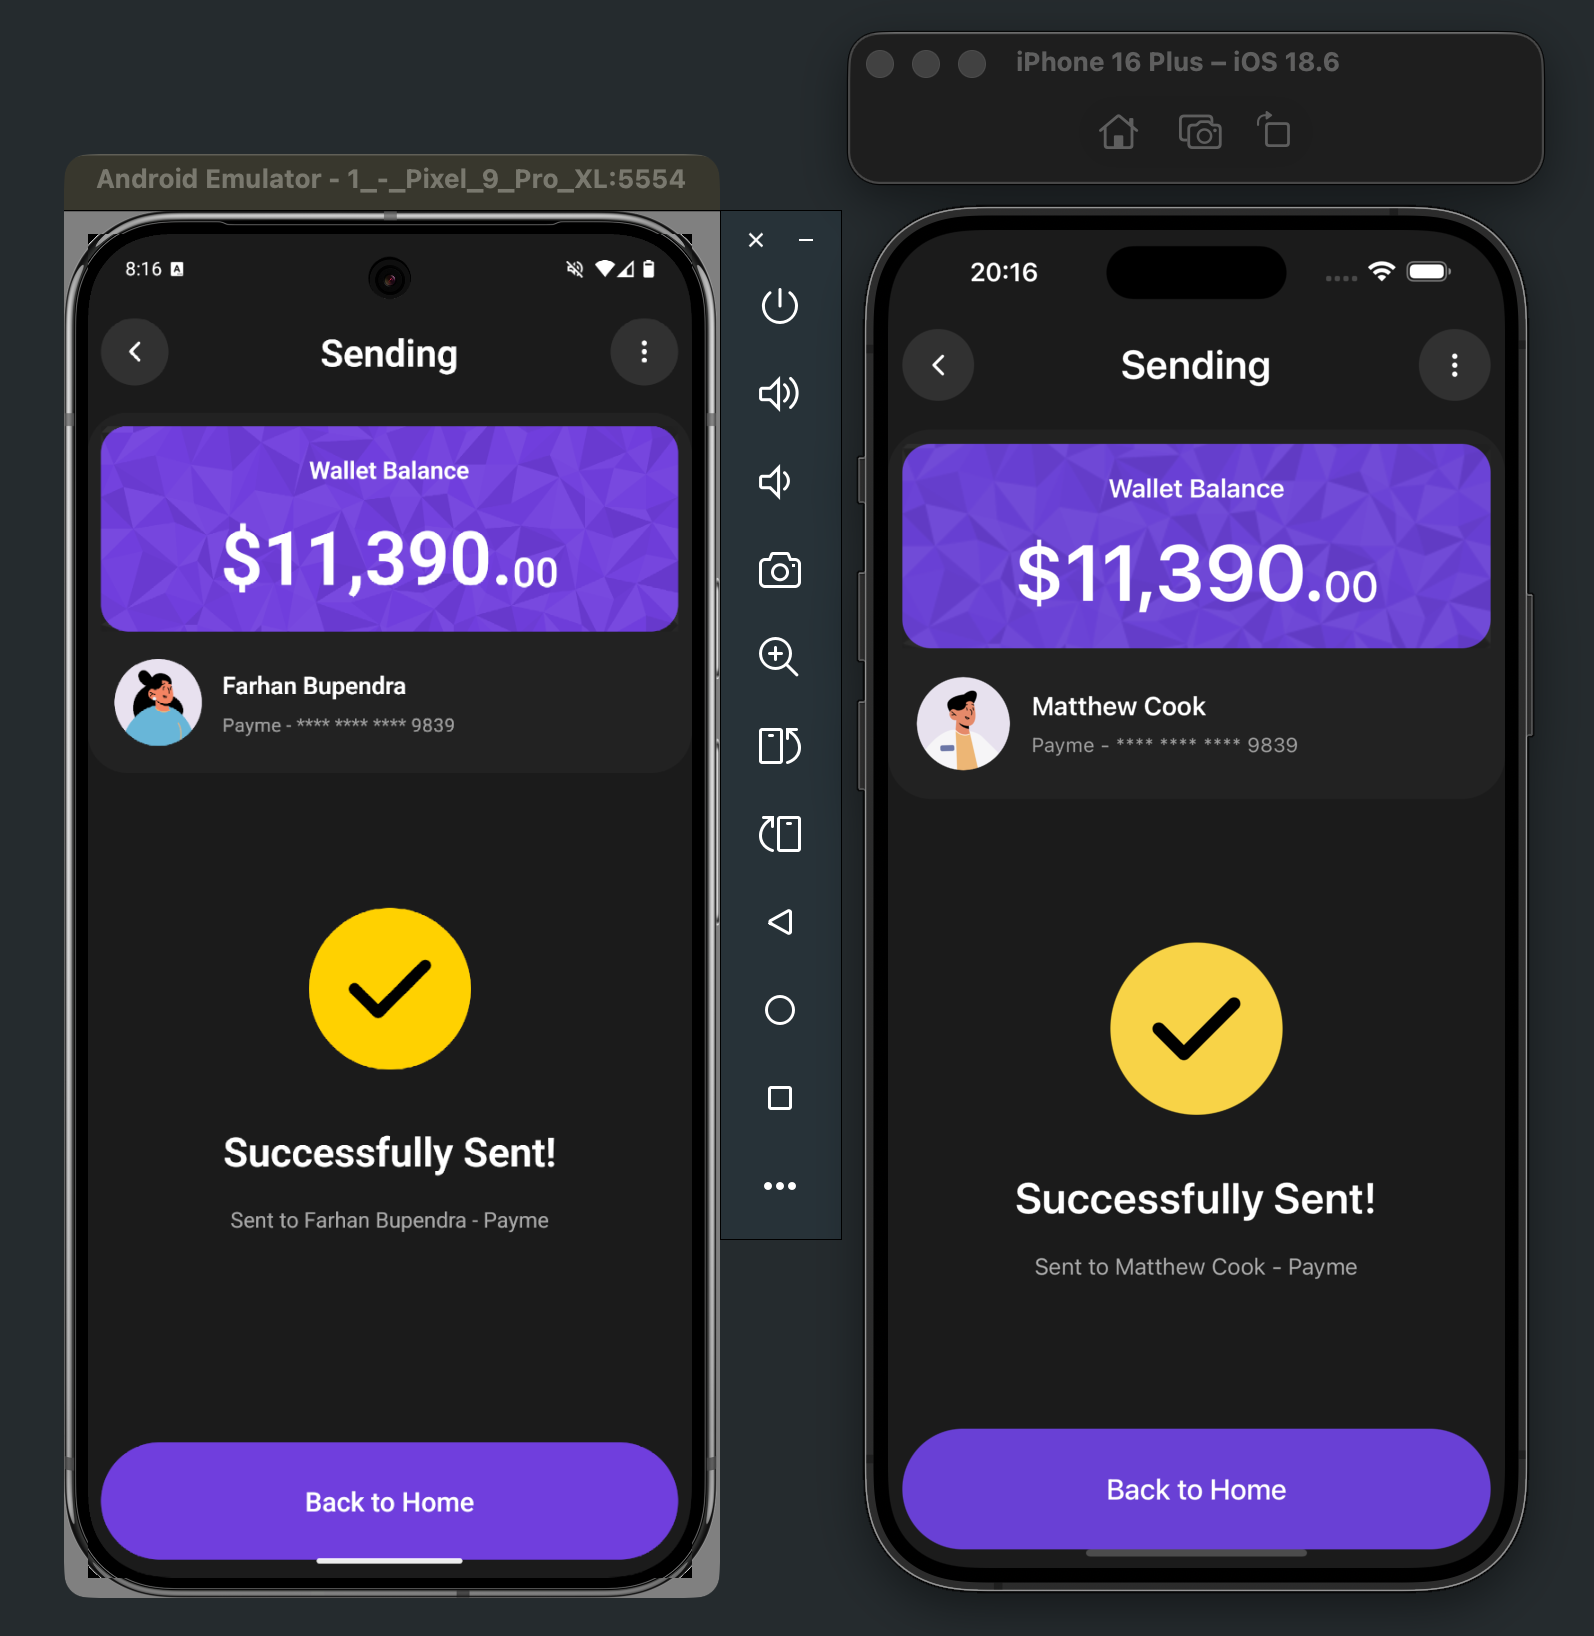 iPhone 16 Plus – iOS 18.6
Android Emulator - 1_-_Pixel_9_Pro_XL:5554
8:16 A
Sending
Wallet Balance
$11,390.00
Farhan Bupendra
Payme - **** **** **** 9839
Successfully Sent!
Sent to Farhan Bupendra - Payme
Back to Home
20:16
Sending
Wallet Balance
$11,390.00
Matthew Cook
Payme - **** **** **** 9839
Successfully Sent!
Sent to Matthew Cook - Payme
Back to Home